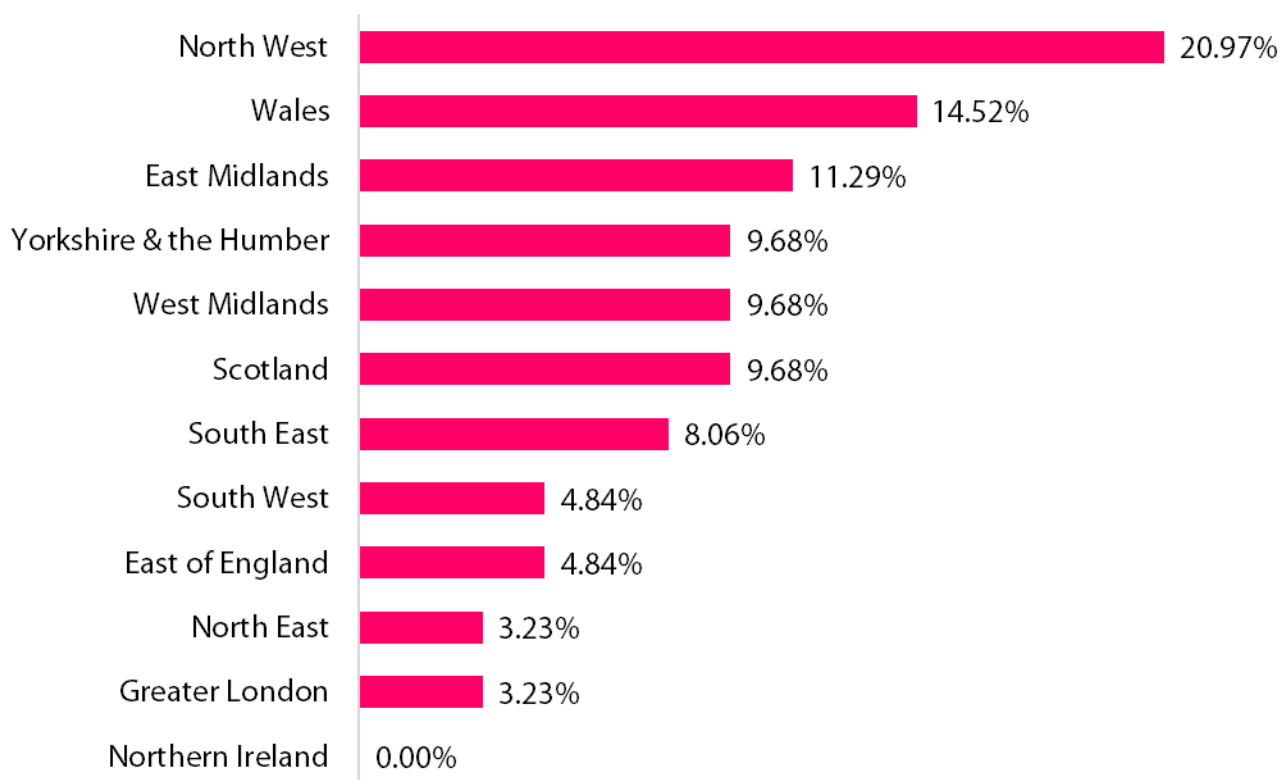 North West 20.97%
Wales 14.52%
East Midlands 11.29%
Yorkshire & the Humber 9.68%
West Midlands 9.68%
Scotland 9.68%
South East 8.06%
South West 4.84%
East of England 4.84%
North East 3.23%
Greater London 3.23%
Northern Ireland 0.00%